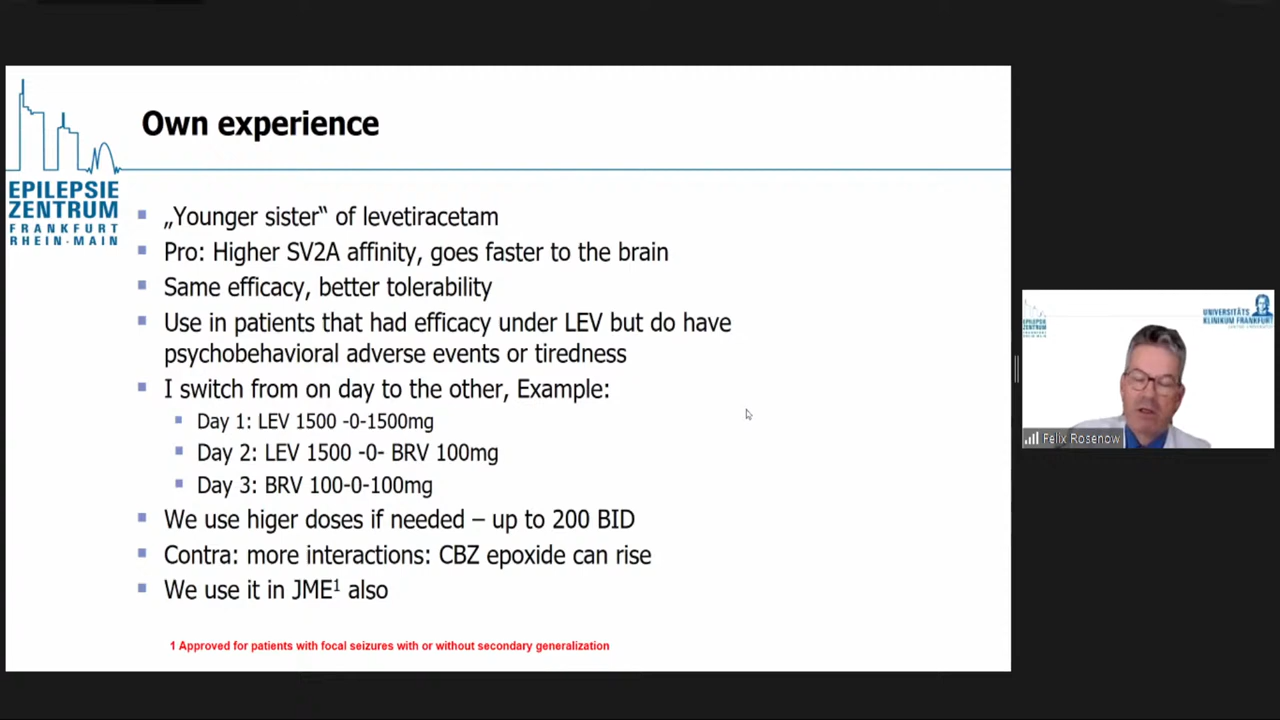 Own experience
EPILEPSIE
ZENTRUM
FRANKFURT
RHEIN·MAIN
„Younger sister“ of levetiracetam
Pro: Higher SV2A affinity, goes faster to the brain
Same efficacy, better tolerability
Use in patients that had efficacy under LEV but do have
psychobehavioral adverse events or tiredness
I switch from on day to the other, Example:
Day 1: LEV 1500 -0-1500mg
Day 2: LEV 1500 -0- BRV 100mg
Day 3: BRV 100-0-100mg
We use higer doses if needed – up to 200 BID
Contra: more interactions: CBZ epoxide can rise
We use it in JME¹ also
1 Approved for patients with focal seizures with or without secondary generalization
UNIVERSITÄTS
KLINIKUM FRANKFURT
EPILEPSIE
ZENTRUM
Felix Rosenow